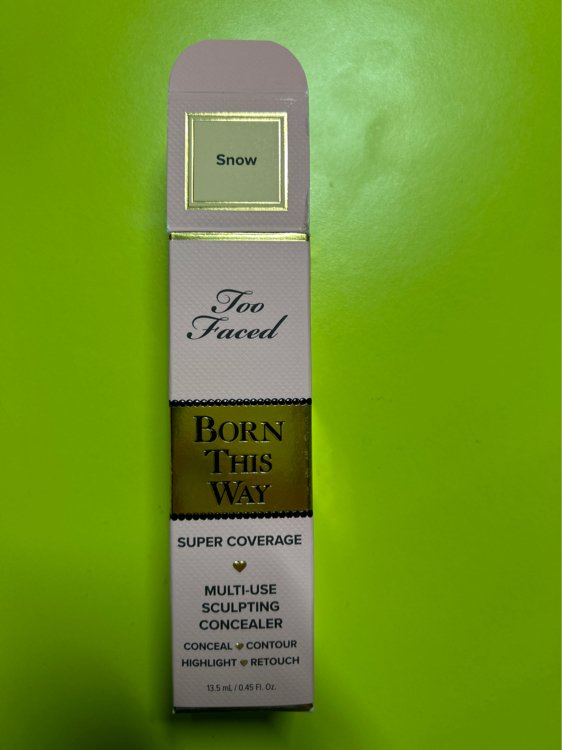 Snow
Too
Faced
BORN
THIS
WAY
SUPER COVERAGE
MULTI-USE
SCULPTING
CONCEALER
CONCEAL CONTOUR
HIGHLIGHT RETOUCH
13.5 mL / 0.45 Fl. Oz.